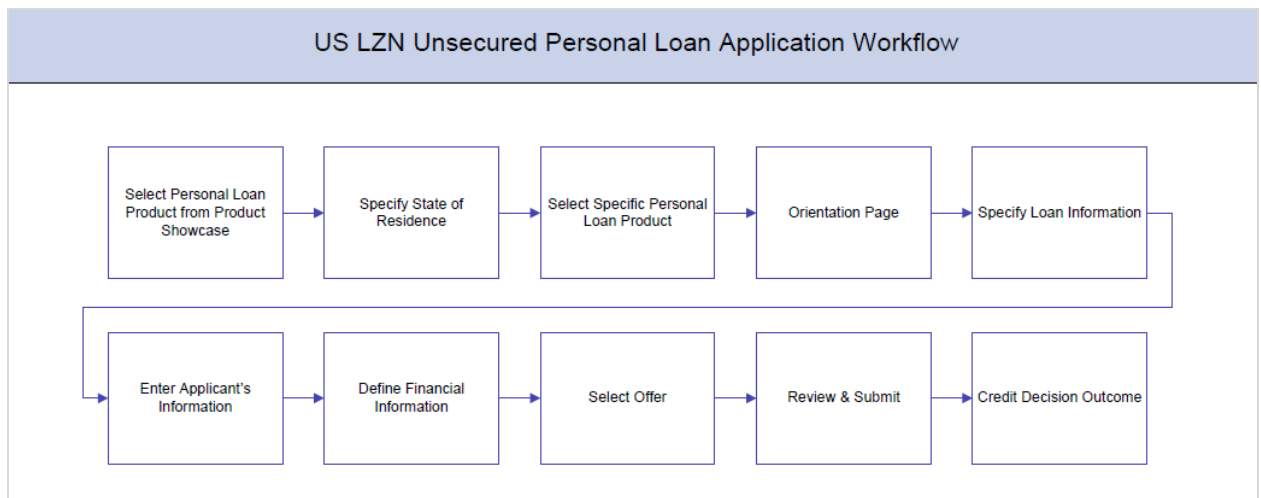 US LZN Unsecured Personal Loan Application Workflow
Select Personal Loan
Product from Product
Showcase
Specify State of
Residence
Select Specific Personal
Loan Product
Orientation Page
Specify Loan Information
Enter Applicant's
Information
Define Financial
Information
Select Offer
Review & Submit
Credit Decision Outcome